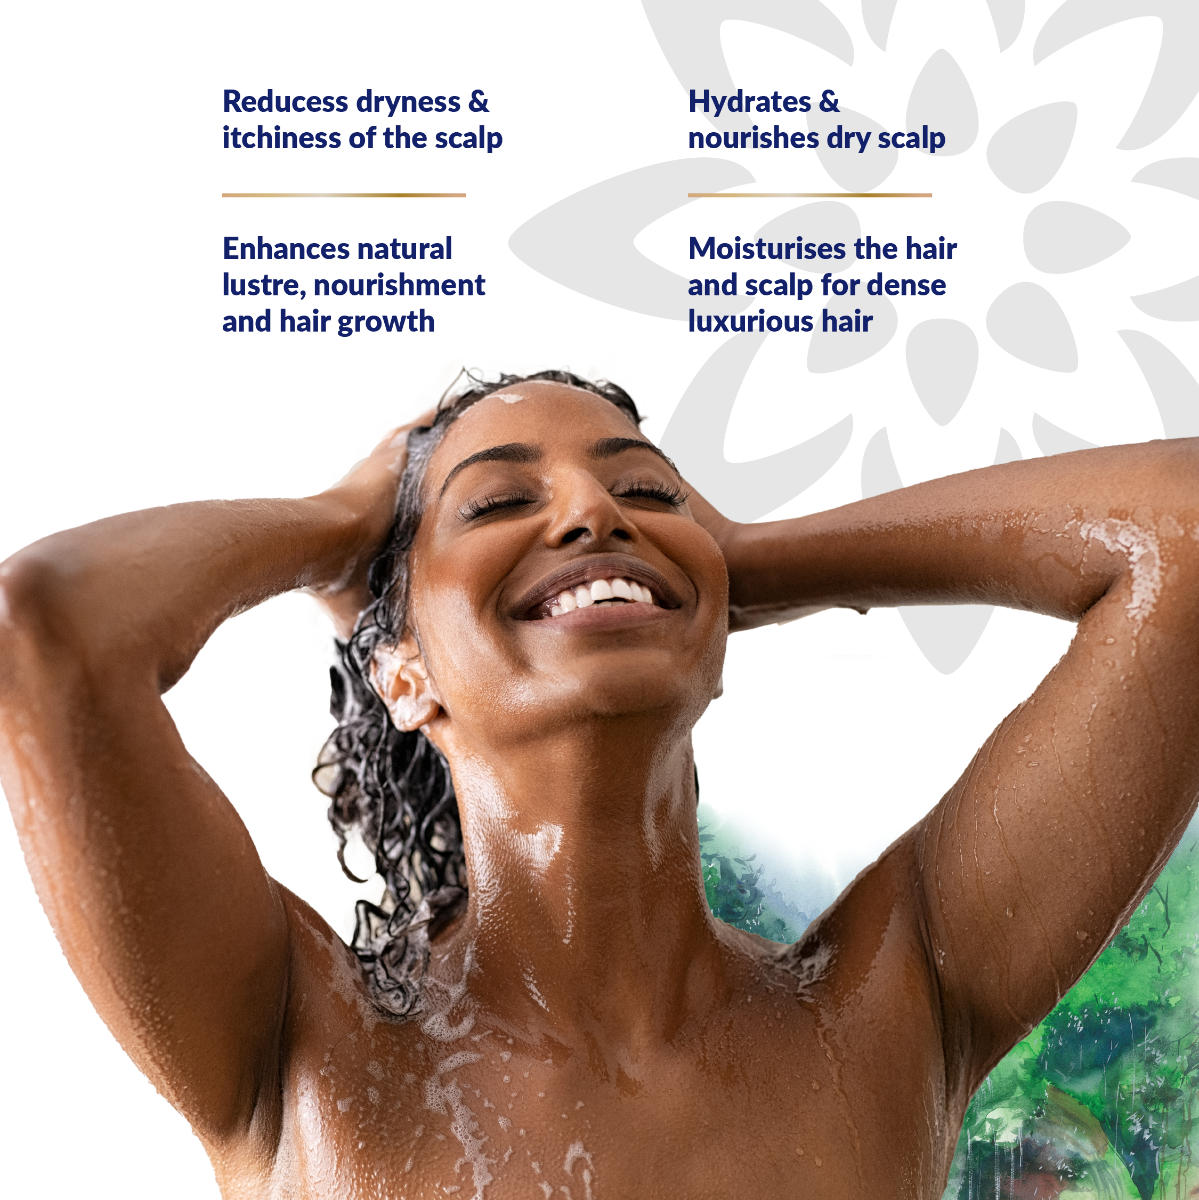 Reducess dryness &
itchiness of the scalp
Enhances natural
lustre, nourishment
and hair growth
Hydrates &
nourishes dry scalp
Moisturises the hair
and scalp for dense
luxurious hair